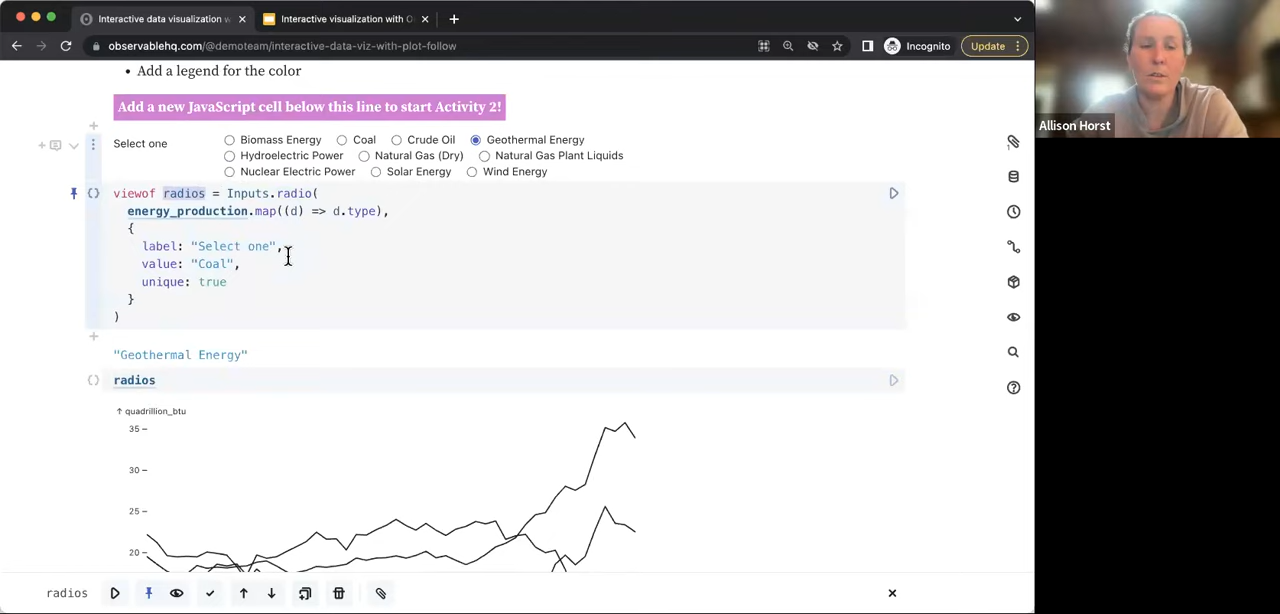 Interactive data visualization w
Interactive visualization with O
observablehq.com/@demoteam/interactive-data-viz-with-plot-follow
Incognito
Update
• Add a legend for the color
Add a new JavaScript cell below this line to start Activity 2!
Select one
Biomass Energy Coal Crude Oil Geothermal Energy
Hydroelectric Power Natural Gas (Dry) Natural Gas Plant Liquids
Nuclear Electric Power Solar Energy Wind Energy
viewof radios = Inputs.radio(
energy_production.map((d) => d.type),
{
label: "Select one",
value: "Coal",
unique: true
}
)
"Geothermal Energy"
radios
↑ quadrillion_btu
35
30
25
20
radios
Allison Horst